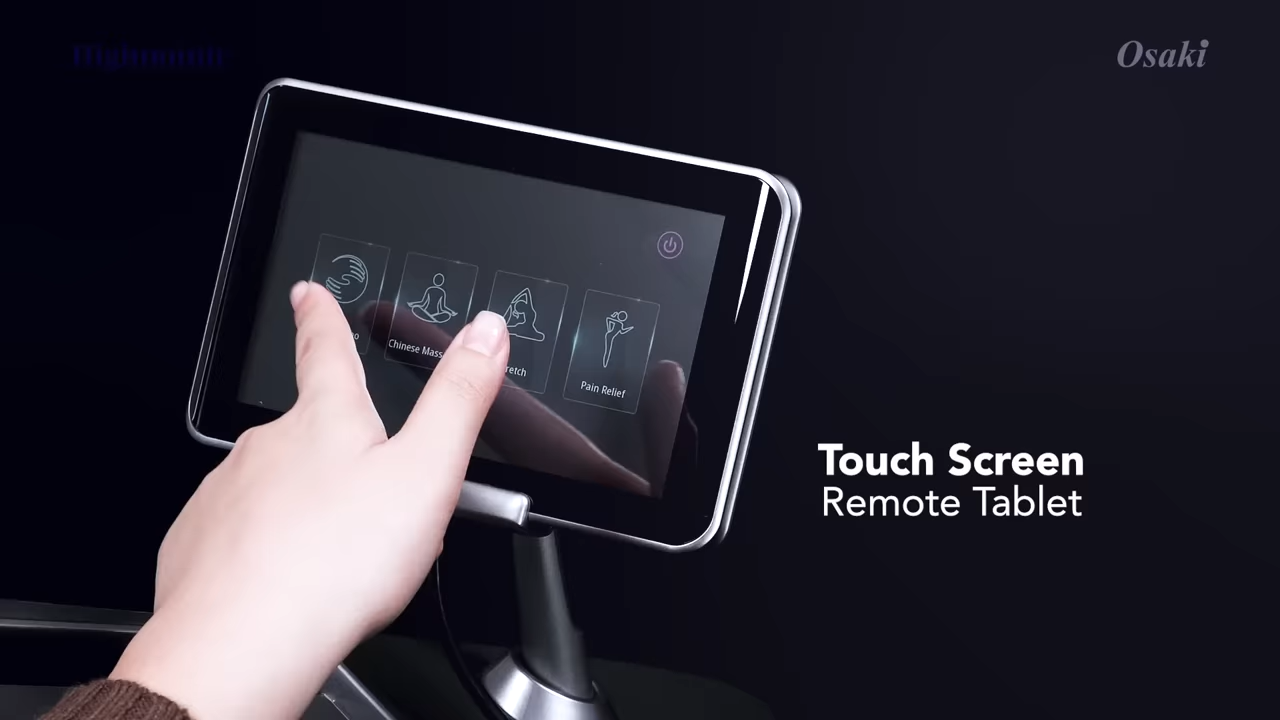 Osaki
Chinese Mass
retch
Pain Relief
Touch Screen
Remote Tablet